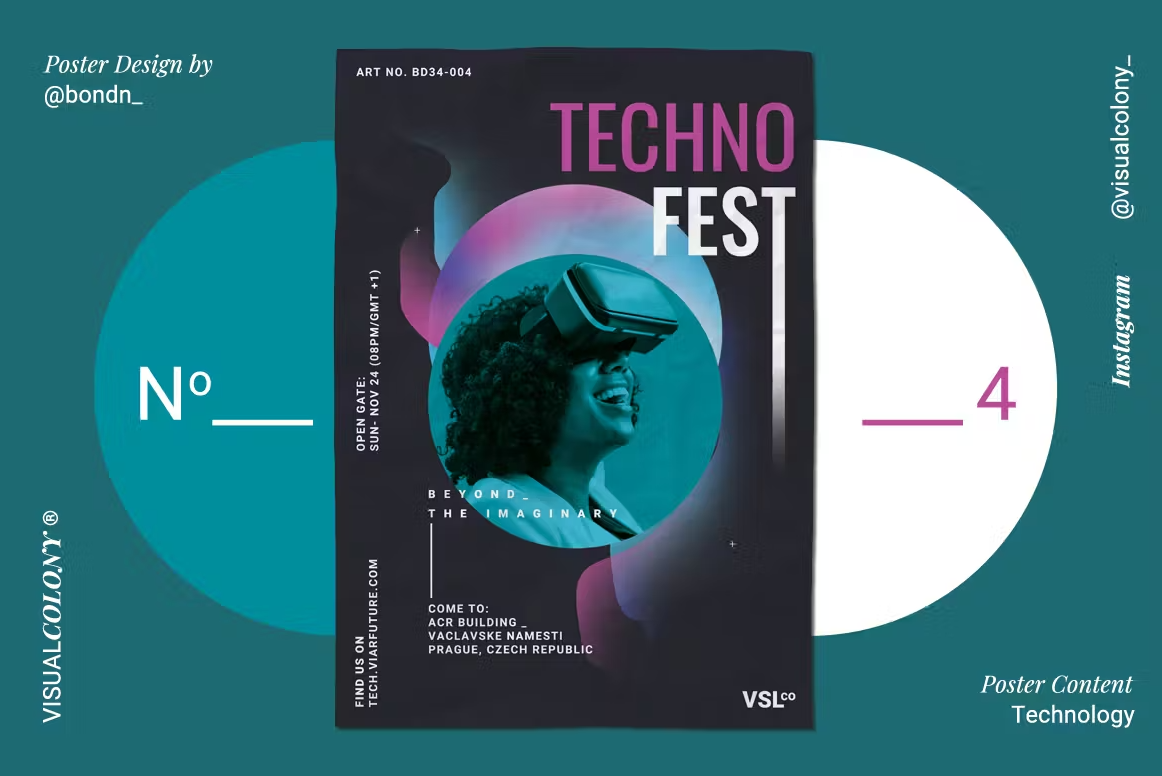 Poster Design by
@bondn_
@visualcolony_
Instagram
Nº
4
VISUALCOLONY ®
Poster Content
Technology
ART NO. BD34-004
TECHNO
FEST
OPEN GATE:
SUN- NOV 24 (08PM/GMT +1)
BEYOND_
THE IMAGINARY
COME TO:
ACR BUILDING _
VACLAVSKE NAMESTI
PRAGUE, CZECH REPUBLIC
FIND US ON
TECH.VIARFUTURE.COM
VSLco